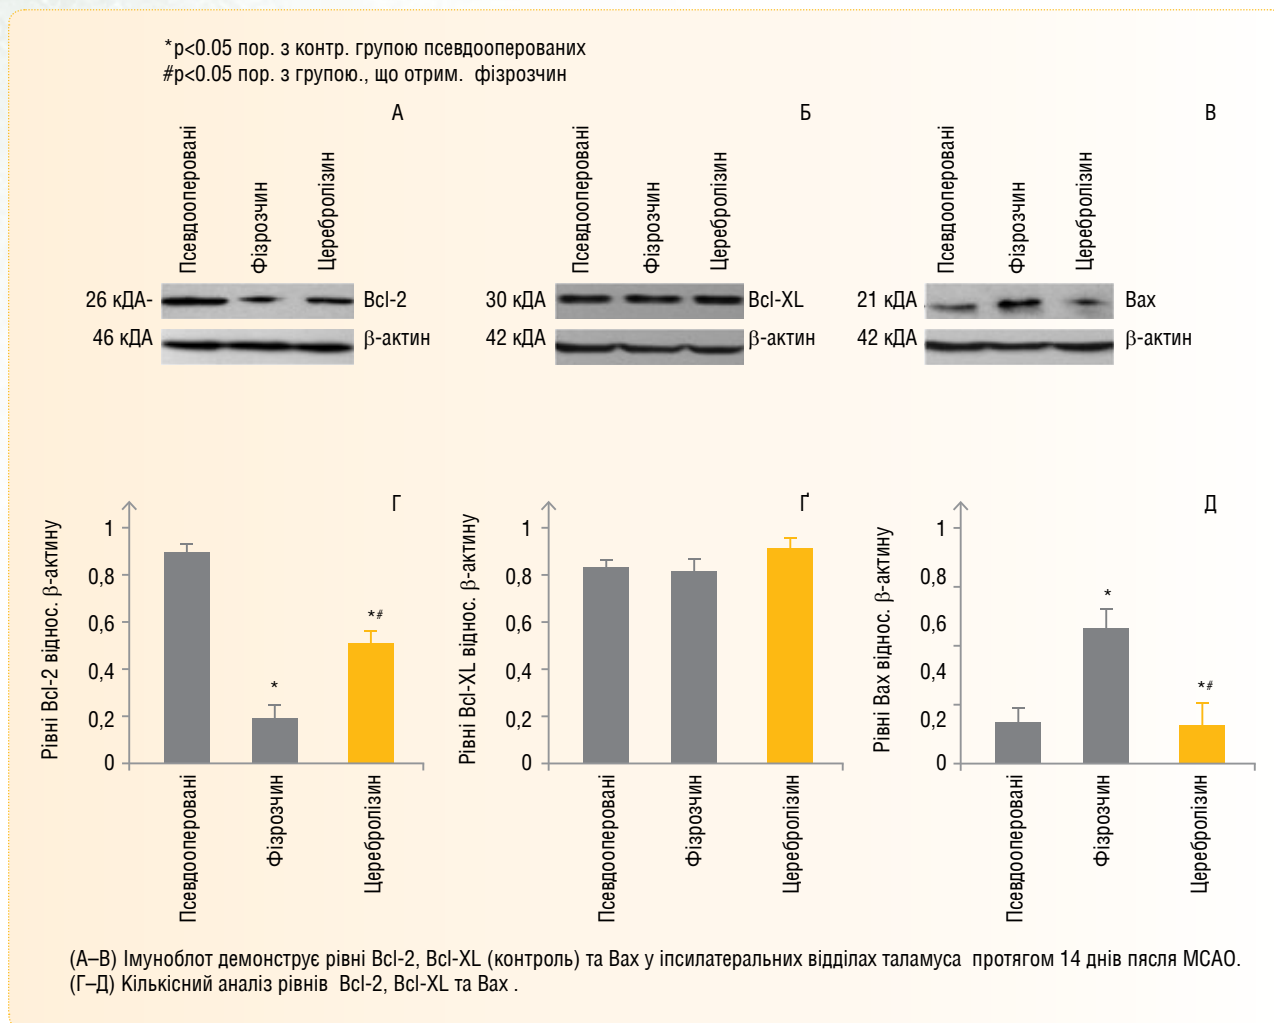 *p<0.05 пор. з контр. групою псевдооперованих
#p<0.05 пор. з групою., що отрим. фізрозчин
А
Псевдооперовані
Фізрозчин
Церебролізин
26 кДА-
Bcl-2
46 кДА
β-актин
Б
Псевдооперовані
Фізрозчин
Церебролізин
30 кДА
Bcl-XL
42 кДА
β-актин
В
Псевдооперовані
Фізрозчин
Церебролізин
21 кДА
Bax
42 кДА
β-актин
Г
Рівні Bcl-2 віднос. β-актину
1
0,8
0,6
0,4
0,2
0
*
*#
Псевдооперовані
Фізрозчин
Церебролізин
Ґ
Рівні Bcl-XL віднос. β-актину
1
0,8
0,6
0,4
0,2
0
Псевдооперовані
Фізрозчин
Церебролізин
Д
Рівні Bax віднос. β-актину
1
0,8
0,6
0,4
0,2
0
*
*#
Псевдооперовані
Фізрозчин
Церебролізин
(А–В) Імуноблот демонструє рівні Bcl-2, Bcl-XL (контроль) та Bax у іпсилатеральних відділах таламуса протягом 14 днів пясля МСАО.
(Г–Д) Кількісний аналіз рівнів Bcl-2, Bcl-XL та Bax .